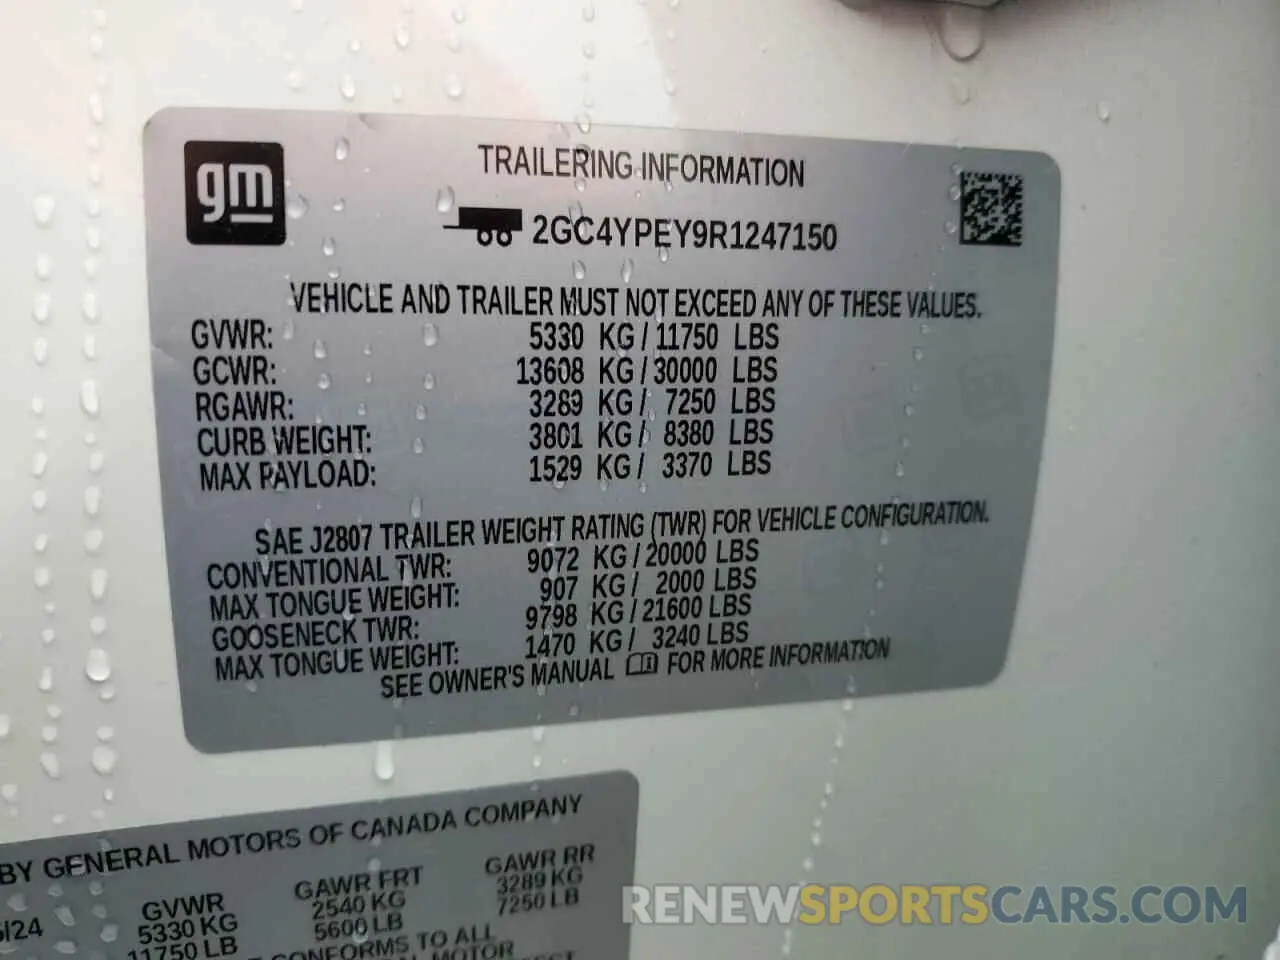 gm
TRAILERING INFORMATION
2GC4YPEY9R1247150
VEHICLE AND TRAILER MUST NOT EXCEED ANY OF THESE VALUES.
GVWR: 5330 KG / 11750 LBS
GCWR: 13608 KG / 30000 LBS
RGAWR: 3289 KG / 7250 LBS
CURB WEIGHT: 3801 KG / 8380 LBS
MAX PAYLOAD: 1529 KG / 3370 LBS
SAE J2807 TRAILER WEIGHT RATING (TWR) FOR VEHICLE CONFIGURATION.
CONVENTIONAL TWR: 9072 KG / 20000 LBS
MAX TONGUE WEIGHT: 907 KG / 2000 LBS
GOOSENECK TWR: 9798 KG / 21600 LBS
MAX TONGUE WEIGHT: 1470 KG / 3240 LBS
SEE OWNER'S MANUAL FOR MORE INFORMATION
BY GENERAL MOTORS OF CANADA COMPANY
GVWR GAWR FRT GAWR RR
/24 5330 KG 2540 KG 3289 KG
11750 LB 5600 LB 7250 LB
CONFORMS TO ALL
MOTOR
RENEWSPORTSCARS.COM